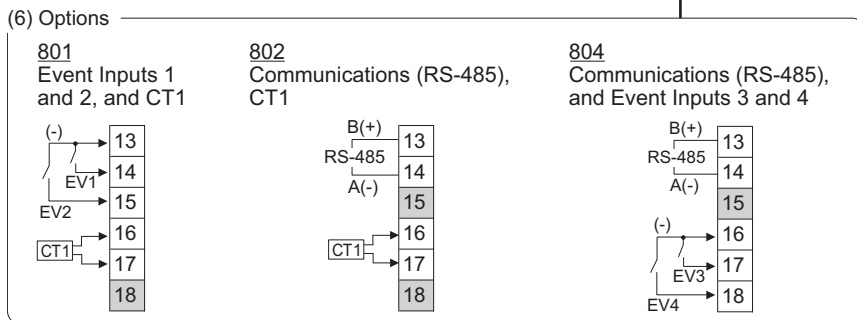 (6) Options
801
Event Inputs 1
and 2, and CT1
(-)
13
14
EV1
15
EV2
16
CT1
17
18
802
Communications (RS-485),
CT1
B(+)
13
RS-485
14
A(-)
15
16
CT1
17
18
804
Communications (RS-485),
and Event Inputs 3 and 4
B(+)
13
RS-485
14
A(-)
15
(-)
16
17
EV3
18
EV4